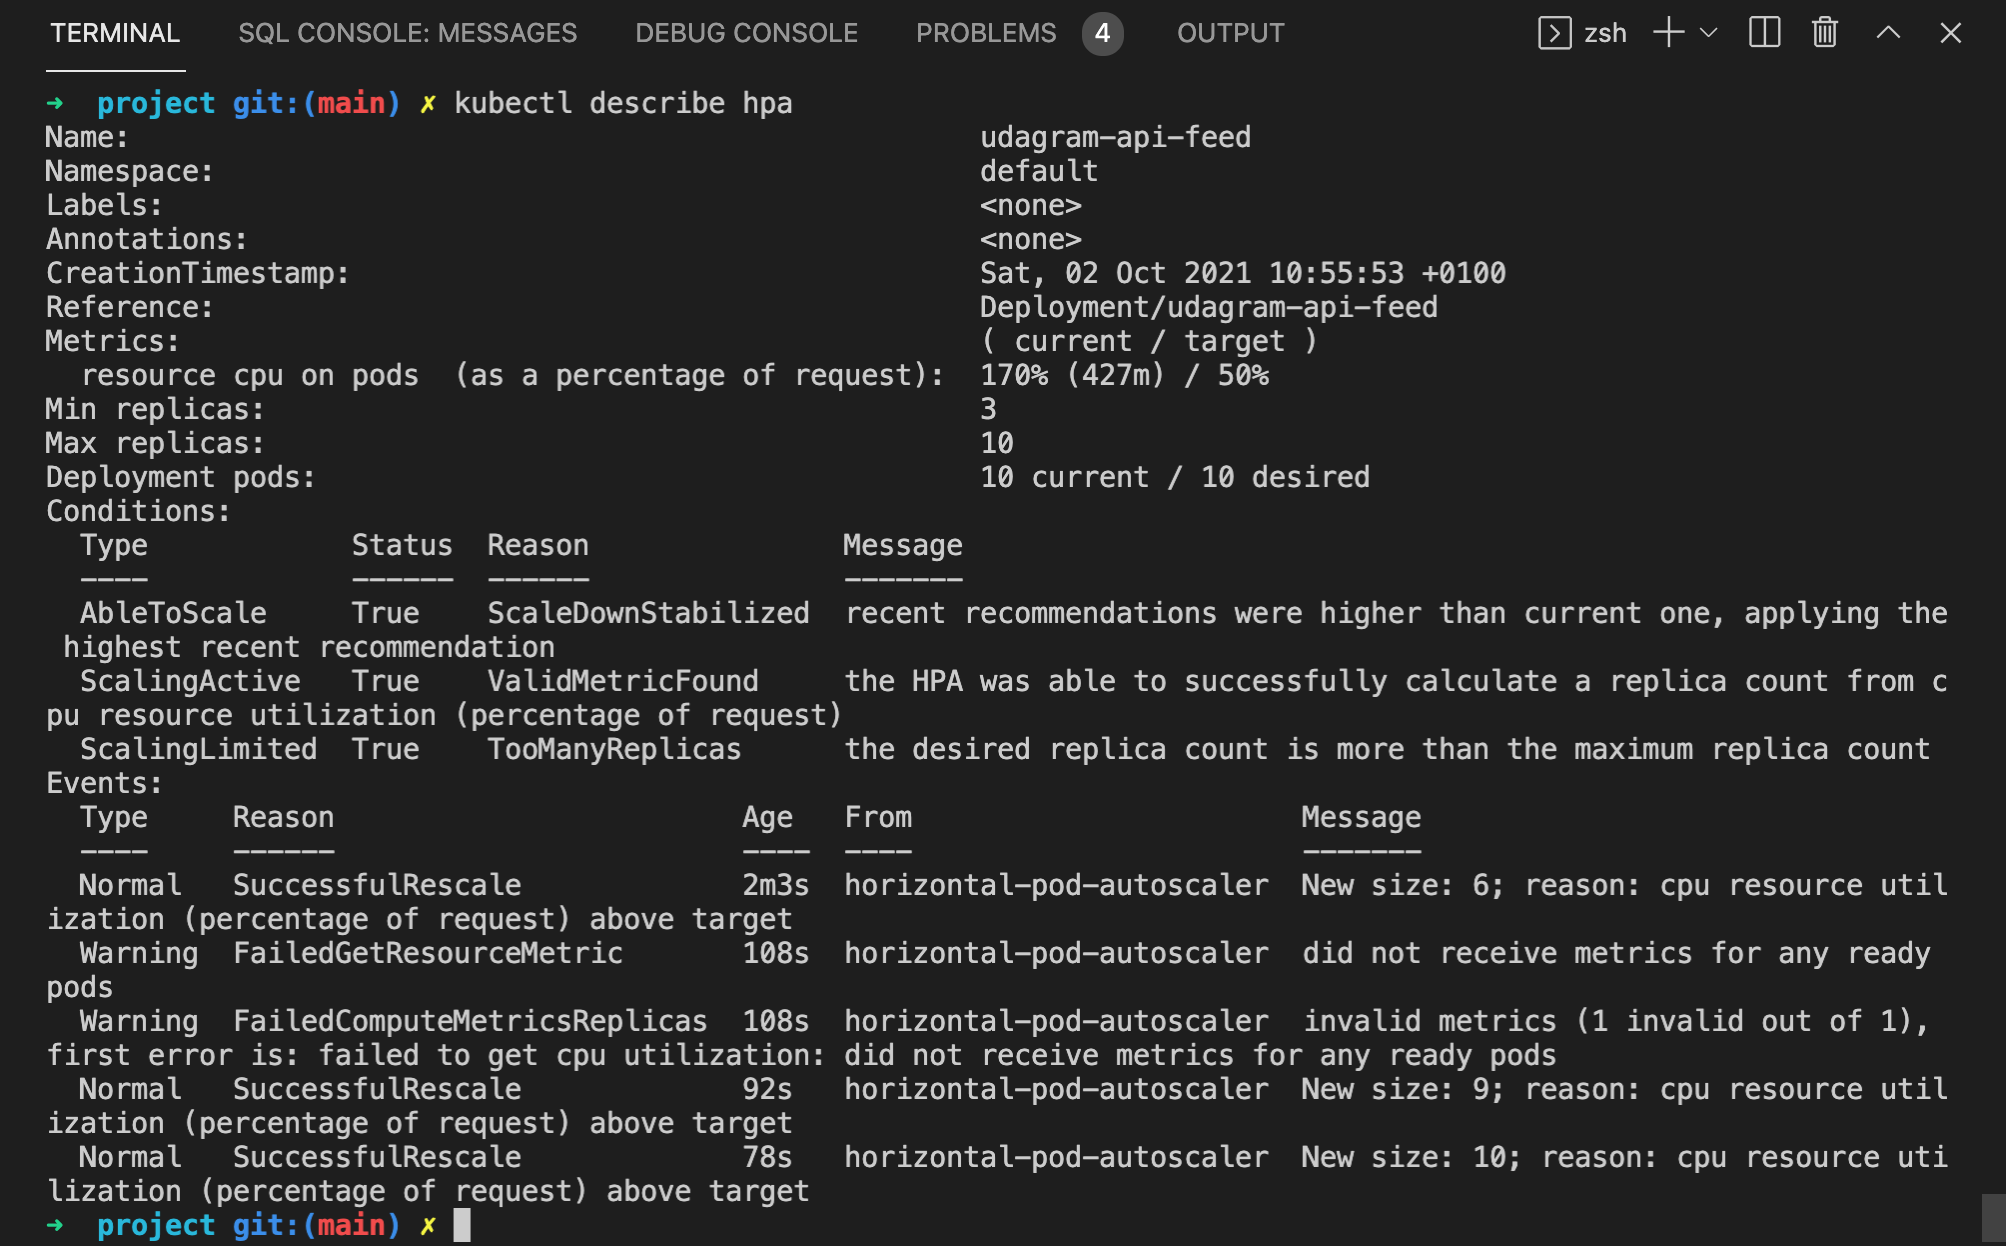 TERMINAL SQL CONSOLE: MESSAGES DEBUG CONSOLE PROBLEMS 4 OUTPUT zsh
➜ project git:(main) ✗ kubectl describe hpa
Name: udagram-api-feed
Namespace: default
Labels: <none>
Annotations: <none>
CreationTimestamp: Sat, 02 Oct 2021 10:55:53 +0100
Reference: Deployment/udagram-api-feed
Metrics: ( current / target )
resource cpu on pods (as a percentage of request): 170% (427m) / 50%
Min replicas: 3
Max replicas: 10
Deployment pods: 10 current / 10 desired
Conditions:
Type Status Reason Message
---- ------ ------ -------
AbleToScale True ScaleDownStabilized recent recommendations were higher than current one, applying the
highest recent recommendation
ScalingActive True ValidMetricFound the HPA was able to successfully calculate a replica count from c
pu resource utilization (percentage of request)
ScalingLimited True TooManyReplicas the desired replica count is more than the maximum replica count
Events:
Type Reason Age From Message
---- ------ ---- ---- -------
Normal SuccessfulRescale 2m3s horizontal-pod-autoscaler New size: 6; reason: cpu resource util
ization (percentage of request) above target
Warning FailedGetResourceMetric 108s horizontal-pod-autoscaler did not receive metrics for any ready
pods
Warning FailedComputeMetricsReplicas 108s horizontal-pod-autoscaler invalid metrics (1 invalid out of 1),
first error is: failed to get cpu utilization: did not receive metrics for any ready pods
Normal SuccessfulRescale 92s horizontal-pod-autoscaler New size: 9; reason: cpu resource util
ization (percentage of request) above target
Normal SuccessfulRescale 78s horizontal-pod-autoscaler New size: 10; reason: cpu resource uti
lization (percentage of request) above target
➜ project git:(main) ✗